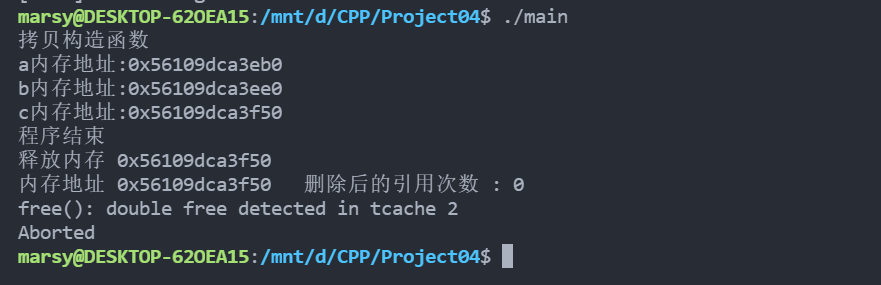 marsy@DESKTOP-62OEA15:/mnt/d/CPP/Project04$ ./main
拷贝构造函数
a内存地址:0x56109dca3eb0
b内存地址:0x56109dca3ee0
c内存地址:0x56109dca3f50
程序结束
释放内存 0x56109dca3f50
内存地址 0x56109dca3f50   删除后的引用次数 : 0
free(): double free detected in tcache 2
Aborted
marsy@DESKTOP-62OEA15:/mnt/d/CPP/Project04$